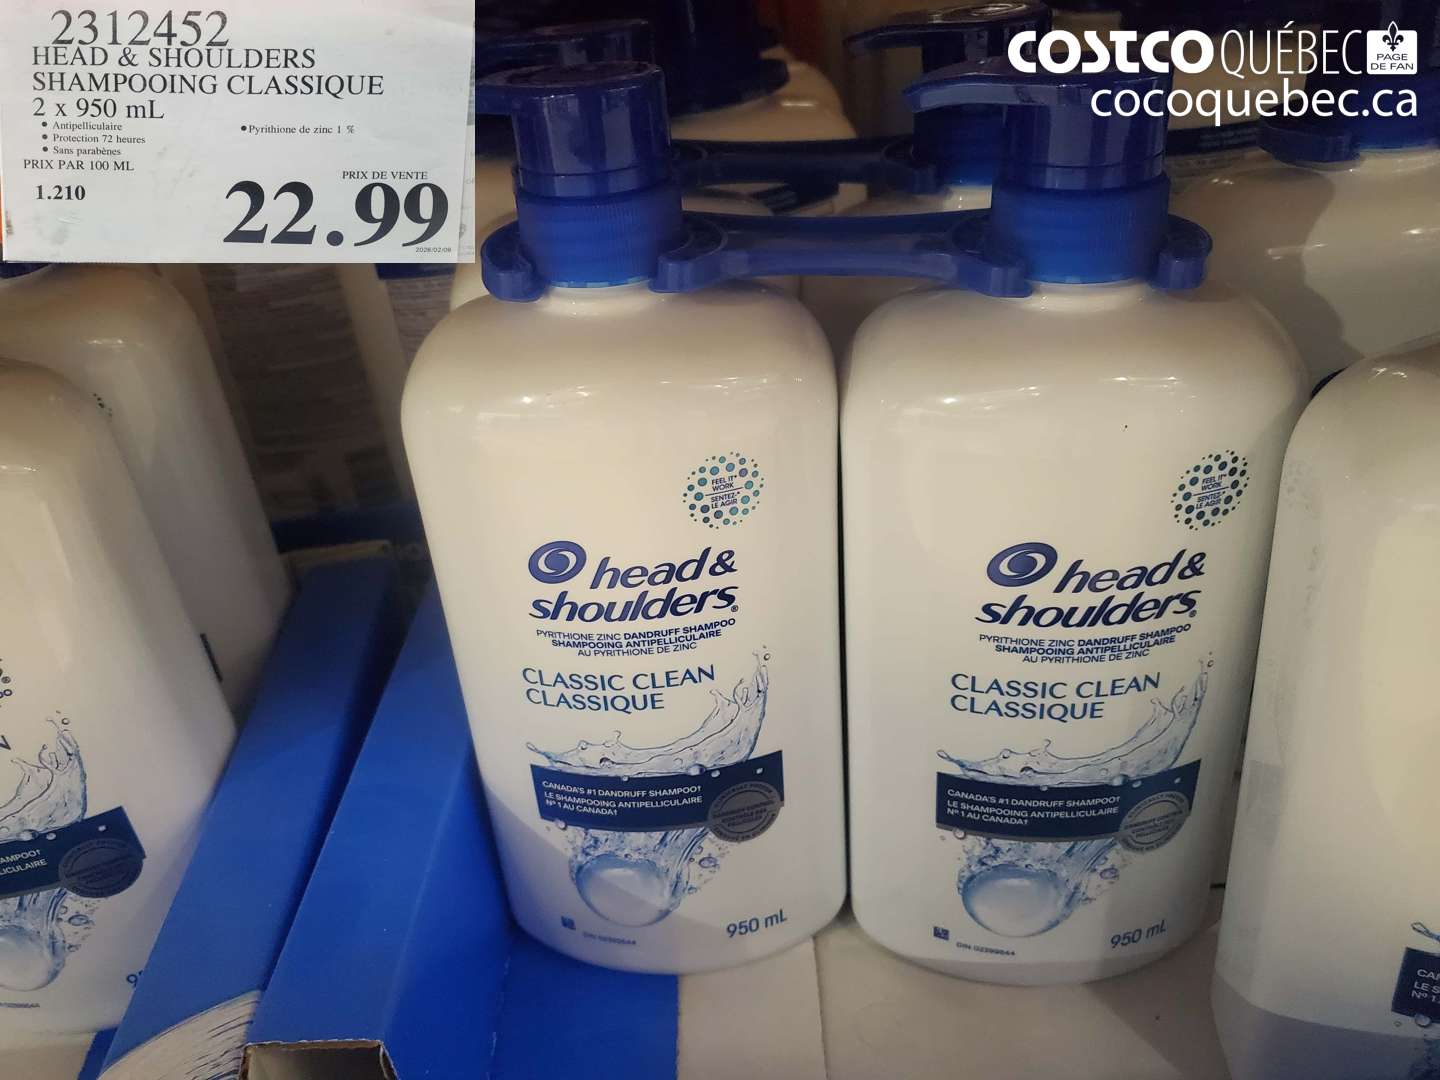 2312452
HEAD & SHOULDERS
SHAMPOOING CLASSIQUE
2 x 950 mL
• Antipelliculaire
• Protection 72 heures
• Sans parabènes
• Pyrithione de zinc 1 %
PRIX PAR 100 ML
1.210
PRIX DE VENTE
22.99
COSTCO QUÉBEC
PAGE
DE FAN
cocoquebec.ca
FEEL IT*
WORK
SENTEZ-*
LE AGIR
head &
shoulders®
PYRITHIONE ZINC DANDRUFF SHAMPOO
SHAMPOOING ANTIPELLICULAIRE
AU PYRITHIONE DE ZINC
CLASSIC CLEAN
CLASSIQUE
CANADA'S #1 DANDRUFF SHAMPOO†
LE SHAMPOOING ANTIPELLICULAIRE
Nº 1 AU CANADA†
950 mL
FEEL IT*
WORK
SENTEZ-*
LE AGIR
head &
shoulders®
PYRITHIONE ZINC DANDRUFF SHAMPOO
SHAMPOOING ANTIPELLICULAIRE
AU PYRITHIONE DE ZINC
CLASSIC CLEAN
CLASSIQUE
CANADA'S #1 DANDRUFF SHAMPOO†
LE SHAMPOOING ANTIPELLICULAIRE
Nº 1 AU CANADA†
950 mL